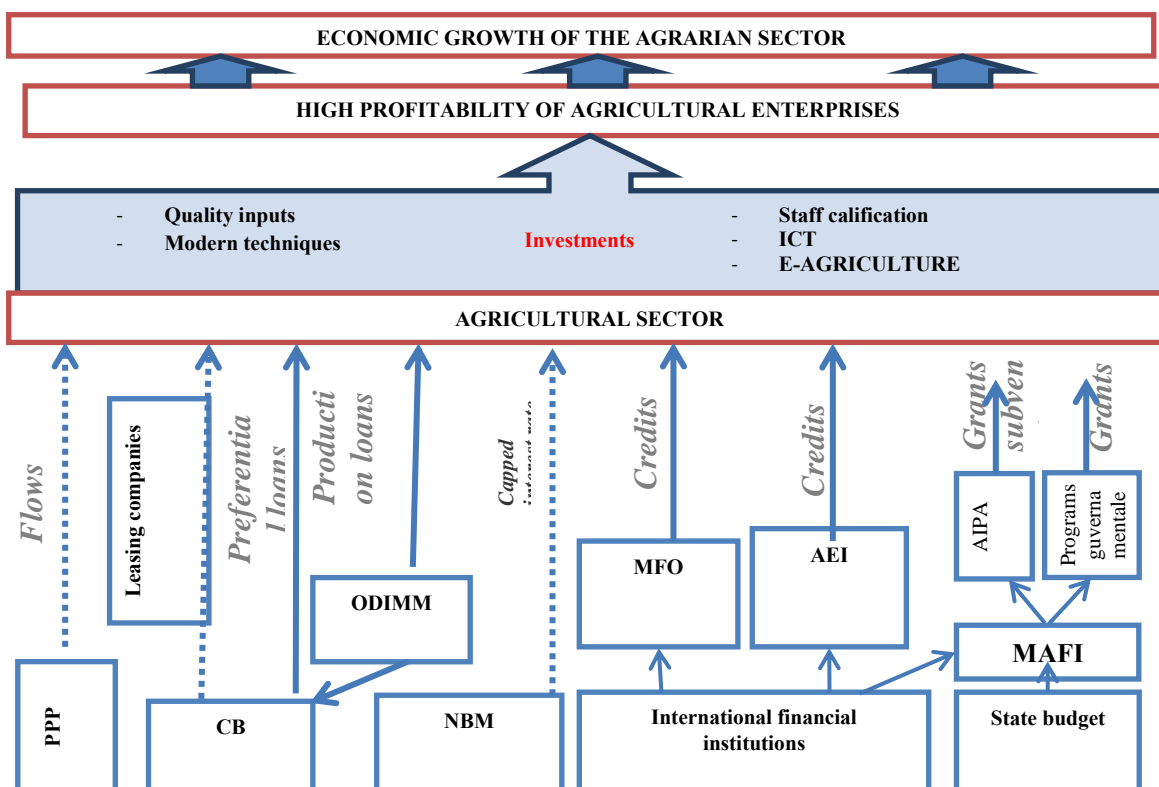 ECONOMIC GROWTH OF THE AGRARIAN SECTOR
HIGH PROFITABILITY OF AGRICULTURAL ENTERPRISES
- Quality inputs
- Modern techniques
Investments
- Staff calification
- ICT
- E-AGRICULTURE
AGRICULTURAL SECTOR
Flows
Leasing companies
Preferentia
l loans
Producti
on loans
Capped
interest rate
Credits
Credits
Grants
subven
Grants
AIPA
Programs
guverna
mentale
MFO
AEI
ODIMM
MAFI
PPP
CB
NBM
International financial
institutions
State budget